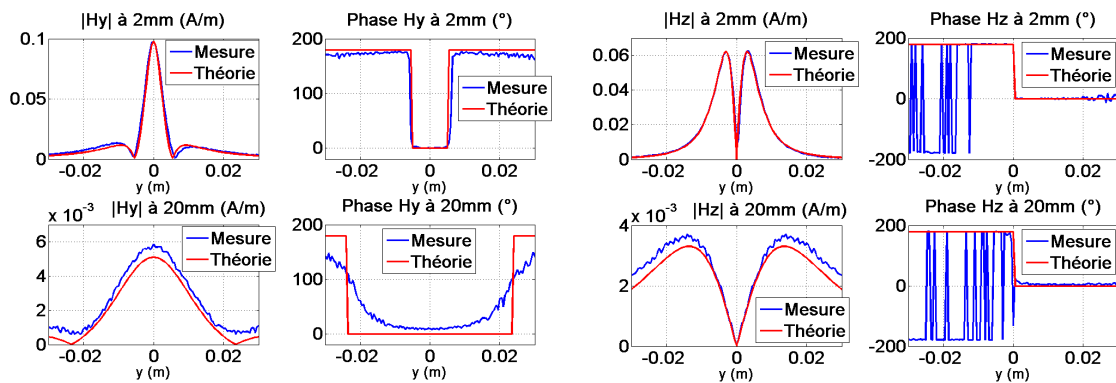 |Hy| à 2mm (A/m)
0.1
0.05
0
-0.02 0 0.02
y (m)
Mesure
Théorie
Phase Hy à 2mm (°)
200
100
0
-0.02 0 0.02
y (m)
Mesure
Théorie
|Hz| à 2mm (A/m)
0.06
0.04
0.02
0
-0.02 0 0.02
y (m)
Mesure
Théorie
Phase Hz à 2mm (°)
200
0
-200
-0.02 0 0.02
y (m)
Mesure
Théorie
x 10⁻³
|Hy| à 20mm (A/m)
6
4
2
0
-0.02 0 0.02
y (m)
Mesure
Théorie
Phase Hy à 20mm (°)
200
100
0
-0.02 0 0.02
y (m)
Mesure
Théorie
x 10⁻³
|Hz| à 20mm (A/m)
4
2
0
-0.02 0 0.02
y (m)
Mesure
Théorie
Phase Hz à 20mm (°)
200
0
-200
-0.02 0 0.02
y (m)
Mesure
Théorie